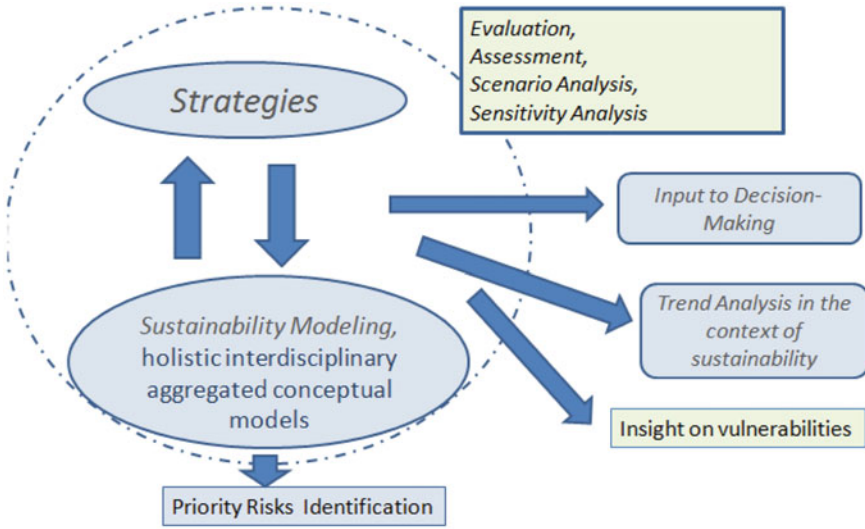 Evaluation,
Assessment,
Scenario Analysis,
Sensitivity Analysis
Strategies
Input to Decision-
Making
Sustainability Modeling,
holistic interdisciplinary
aggregated conceptual
models
Trend Analysis in the
context of
sustainability
Insight on vulnerabilities
Priority Risks Identification